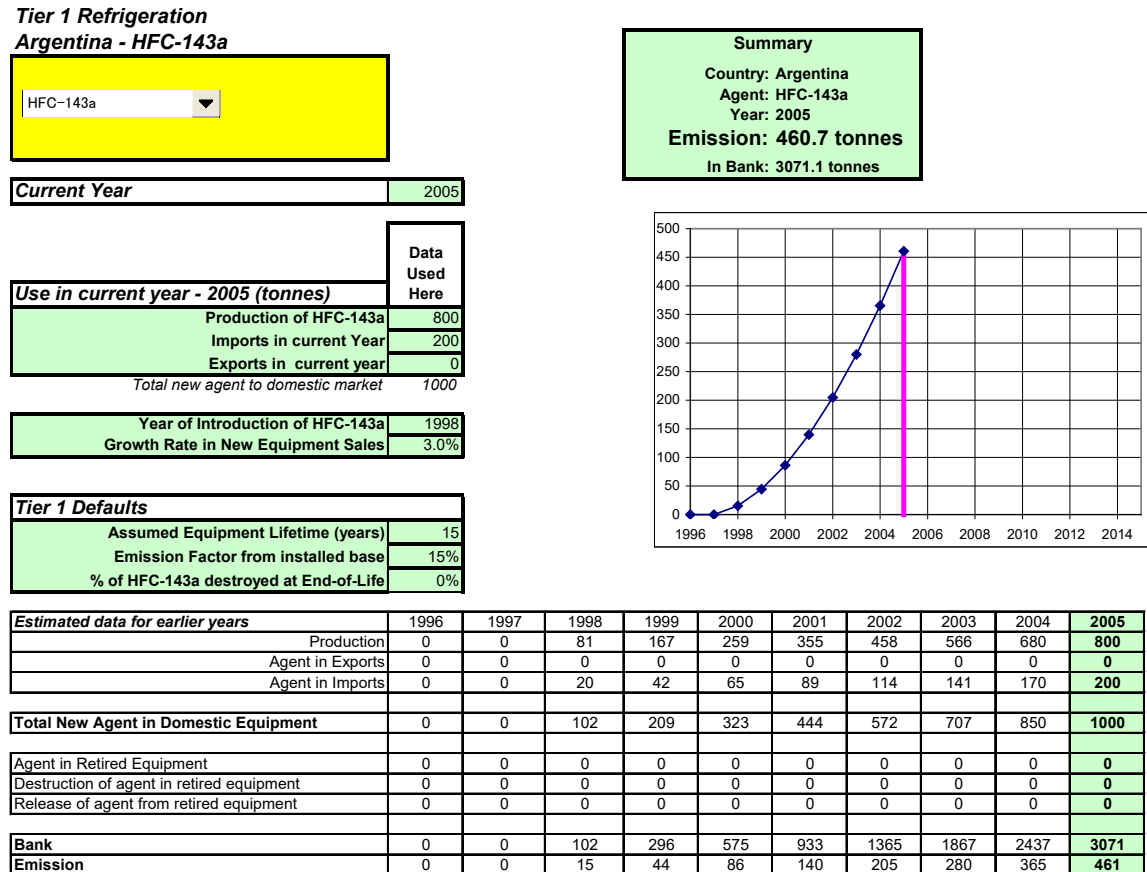 Tier 1 Refrigeration
Argentina - HFC-143a
HFC-143a
Summary
Country: Argentina
Agent: HFC-143a
Year: 2005
Emission: 460.7 tonnes
In Bank: 3071.1 tonnes
Current Year 2005
Data
Used
Here
Use in current year - 2005 (tonnes)
Production of HFC-143a 800
Imports in current Year 200
Exports in current year 0
Total new agent to domestic market 1000
Year of Introduction of HFC-143a 1998
Growth Rate in New Equipment Sales 3.0%
Tier 1 Defaults
Assumed Equipment Lifetime (years) 15
Emission Factor from installed base 15%
% of HFC-143a destroyed at End-of-Life 0%
500
450
400
350
300
250
200
150
100
50
0
1996 1998 2000 2002 2004 2006 2008 2010 2012 2014
Estimated data for earlier years 1996 1997 1998 1999 2000 2001 2002 2003 2004 2005
Production 0 0 81 167 259 355 458 566 680 800
Agent in Exports 0 0 0 0 0 0 0 0 0 0
Agent in Imports 0 0 20 42 65 89 114 141 170 200
Total New Agent in Domestic Equipment 0 0 102 209 323 444 572 707 850 1000
Agent in Retired Equipment 0 0 0 0 0 0 0 0 0 0
Destruction of agent in retired equipment 0 0 0 0 0 0 0 0 0 0
Release of agent from retired equipment 0 0 0 0 0 0 0 0 0 0
Bank 0 0 102 296 575 933 1365 1867 2437 3071
Emission 0 0 15 44 86 140 205 280 365 461